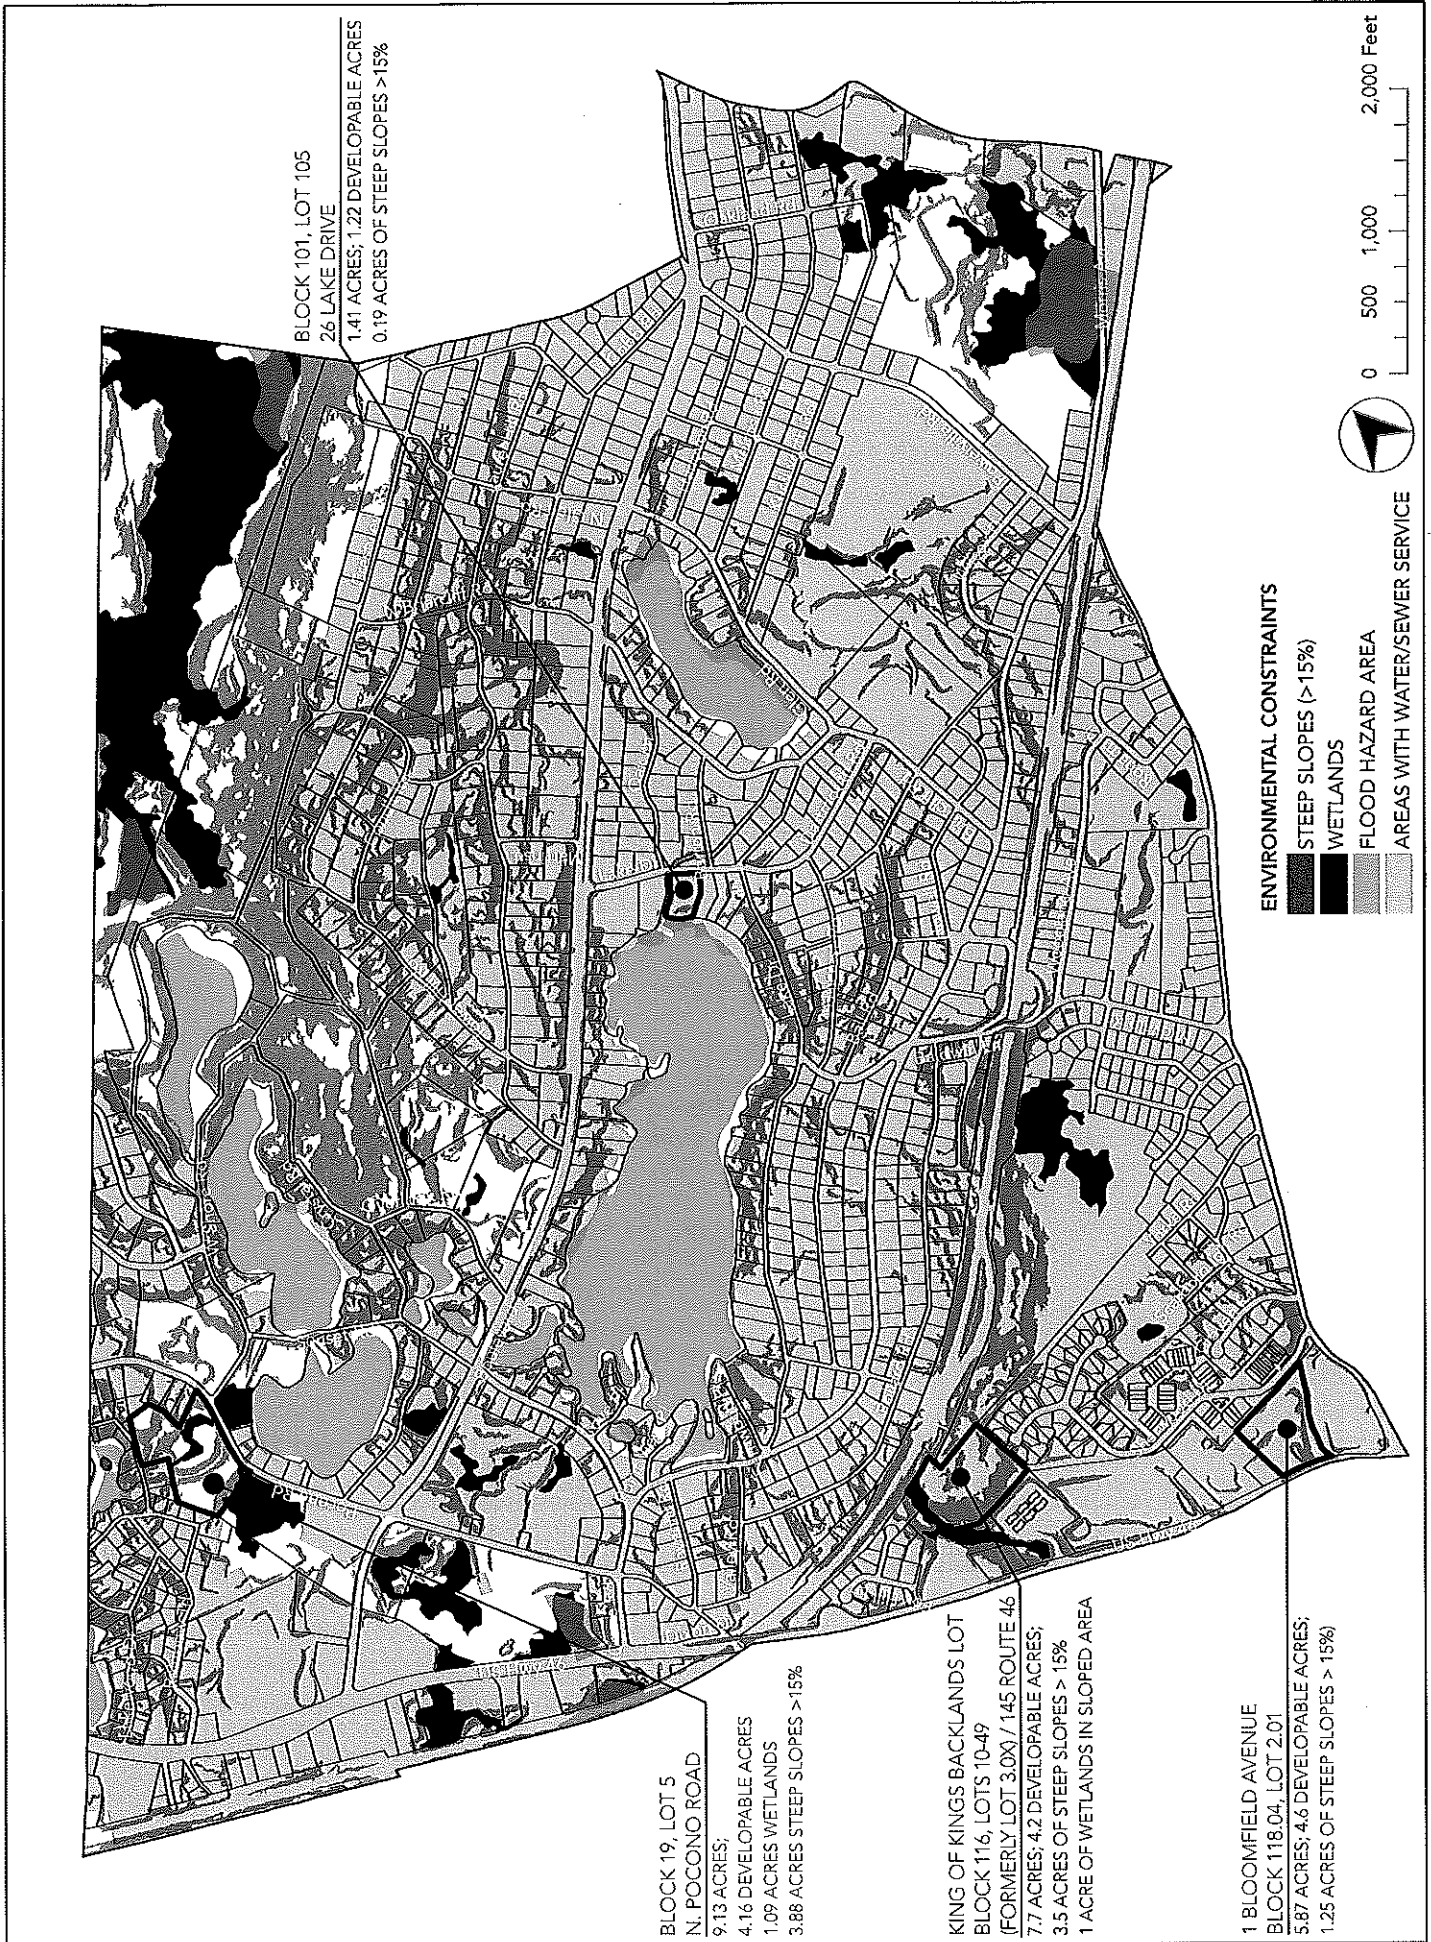 BLOCK 101, LOT 105
26 LAKE DRIVE
1.41 ACRES; 1.22 DEVELOPABLE ACRES
0.19 ACRES OF STEEP SLOPES >15%
BLOCK 19, LOT 5
N. POCONO ROAD
9.13 ACRES;
4.16 DEVELOPABLE ACRES
1.09 ACRES WETLANDS
3.88 ACRES STEEP SLOPES >15%
KING OF KINGS BACKLANDS LOT
BLOCK 116, LOTS 10-49
(FORMERLY LOT 3.0X) / 145 ROUTE 46
7.7 ACRES; 4.2 DEVELOPABLE ACRES;
3.5 ACRES OF STEEP SLOPES > 15%
1 ACRE OF WETLANDS IN SLOPED AREA
1 BLOOMFIELD AVENUE
BLOCK 118.04, LOT 2.01
5.87 ACRES; 4.6 DEVELOPABLE ACRES;
1.25 ACRES OF STEEP SLOPES > 15%)
ENVIRONMENTAL CONSTRAINTS
STEEP SLOPES (>15%)
WETLANDS
FLOOD HAZARD AREA
AREAS WITH WATER/SEWER SERVICE
0 500 1,000 2,000 Feet